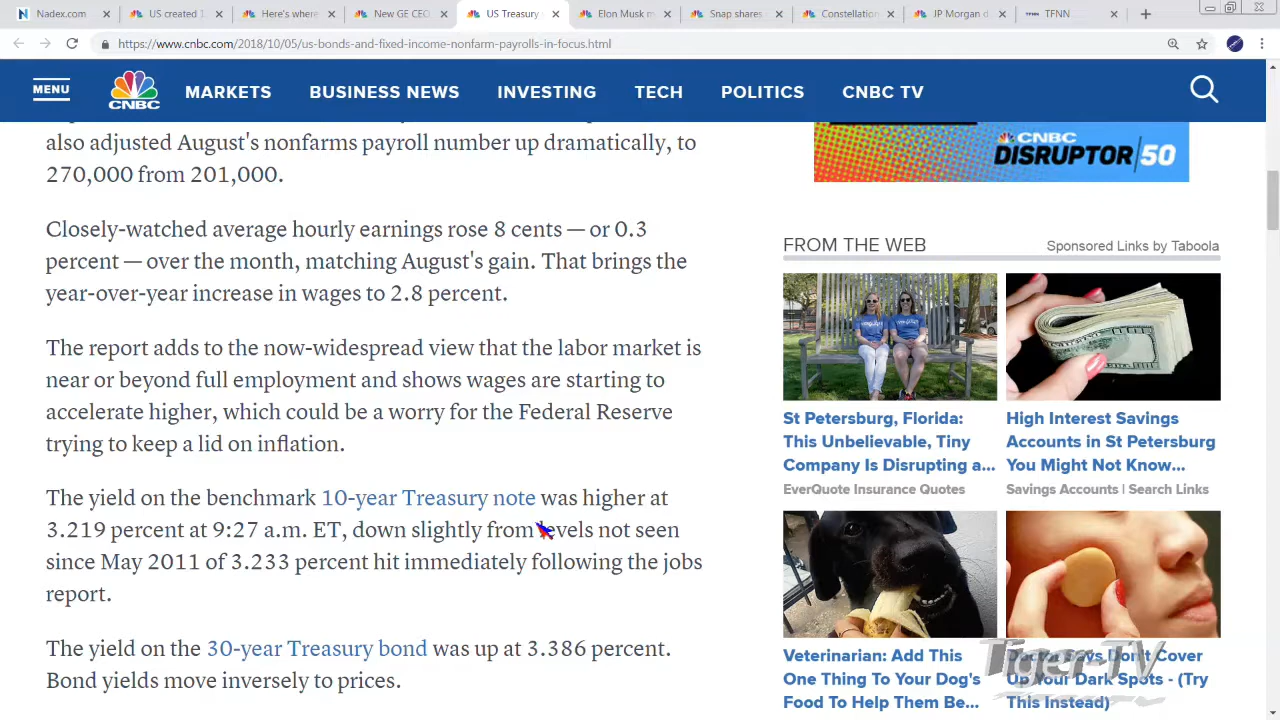 Nadex.com
US created 1
Here's where
New GE CEO
US Treasury
Elon Musk m
Snap shares
Constellation
JP Morgan d
TFNN
https://www.cnbc.com/2018/10/05/us-bonds-and-fixed-income-nonfarm-payrolls-in-focus.html
MENU
CNBC
MARKETS
BUSINESS NEWS
INVESTING
TECH
POLITICS
CNBC TV
also adjusted August's nonfarms payroll number up dramatically, to
270,000 from 201,000.
Closely-watched average hourly earnings rose 8 cents — or 0.3
percent — over the month, matching August's gain. That brings the
year-over-year increase in wages to 2.8 percent.
The report adds to the now-widespread view that the labor market is
near or beyond full employment and shows wages are starting to
accelerate higher, which could be a worry for the Federal Reserve
trying to keep a lid on inflation.
The yield on the benchmark 10-year Treasury note was higher at
3.219 percent at 9:27 a.m. ET, down slightly from levels not seen
since May 2011 of 3.233 percent hit immediately following the jobs
report.
The yield on the 30-year Treasury bond was up at 3.386 percent.
Bond yields move inversely to prices.
CNBC
DISRUPTOR/50
FROM THE WEB
Sponsored Links by Taboola
St Petersburg, Florida:
This Unbelievable, Tiny
Company Is Disrupting a...
EverQuote Insurance Quotes
High Interest Savings
Accounts in St Petersburg
You Might Not Know...
Savings Accounts | Search Links
Veterinarian: Add This
One Thing To Your Dog's
Food To Help Them Be...
Doctor Says Don't Cover
Up Your Dark Spots - (Try
This Instead)
Tiger-TV